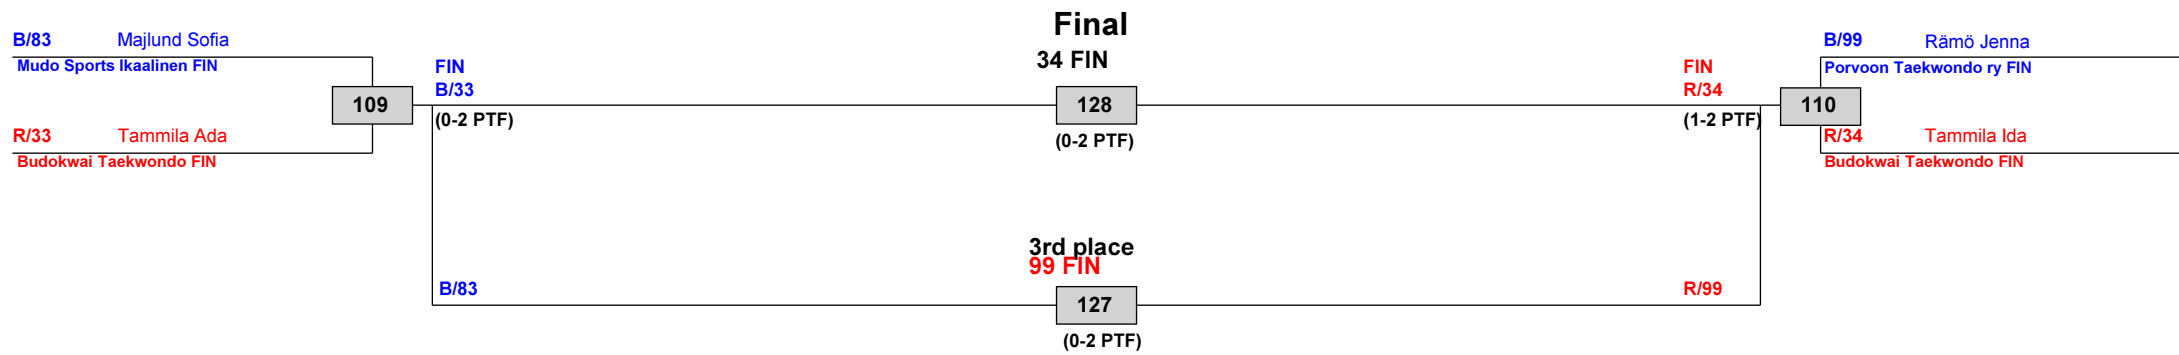 Final
34 FIN
B/83 Majlund Sofia
Mudo Sports Ikaalinen FIN
109
R/33 Tammila Ada
Budokwai Taekwondo FIN
FIN
B/33
(0-2 PTF)
128
(0-2 PTF)
FIN
R/34
(1-2 PTF)
B/99 Rämö Jenna
Porvoon Taekwondo ry FIN
110
R/34 Tammila Ida
Budokwai Taekwondo FIN
3rd place
99 FIN
B/83
127
R/99
(0-2 PTF)